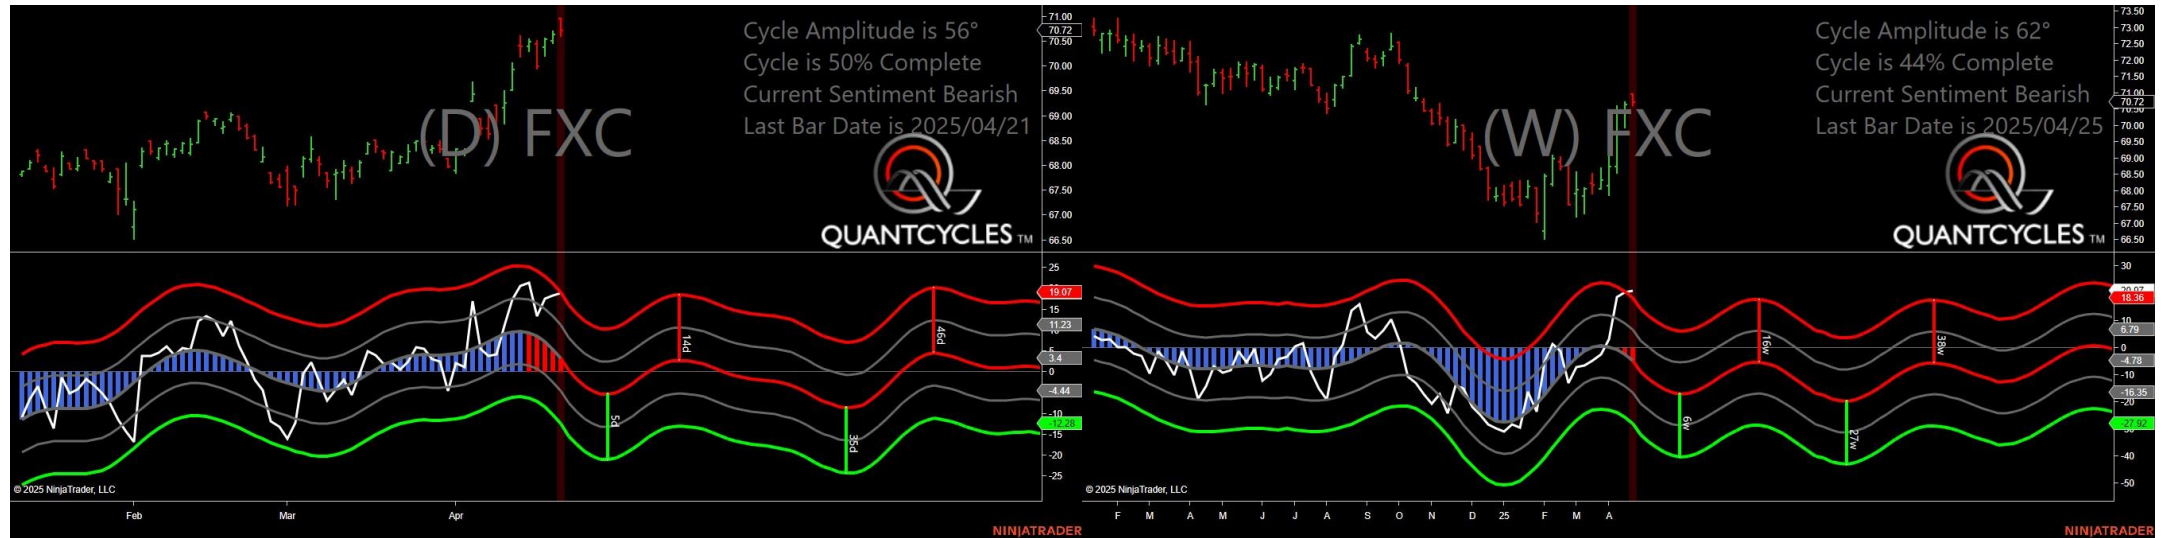 Cycle Amplitude is 56°
Cycle is 50% Complete
Current Sentiment Bearish
Last Bar Date is 2025/04/21
(D) FXC
QUANTCYCLES TM
71.00
70.72
70.50
70.00
69.50
69.00
68.50
68.00
67.50
67.00
66.50
25
19.07
15
11.23
5
3.4
0
-4.44
-10
-12.28
-15
-20
-25
5d
14d
35d
46d
© 2025 NinjaTrader, LLC
Feb
Mar
Apr
NINJATRADER
Cycle Amplitude is 62°
Cycle is 44% Complete
Current Sentiment Bearish
Last Bar Date is 2025/04/25
(W) FXC
QUANTCYCLES TM
73.50
73.00
72.50
72.00
71.50
71.00
70.72
70.00
69.50
69.00
68.50
68.00
67.50
67.00
66.50
30
18.36
10
6.79
0
-4.78
-10
-16.35
-20
-27.92
-40
-50
6w
16w
27w
38w
© 2025 NinjaTrader, LLC
F
M
A
M
J
J
A
S
O
N
D
25
F
M
A
NINJATRADER